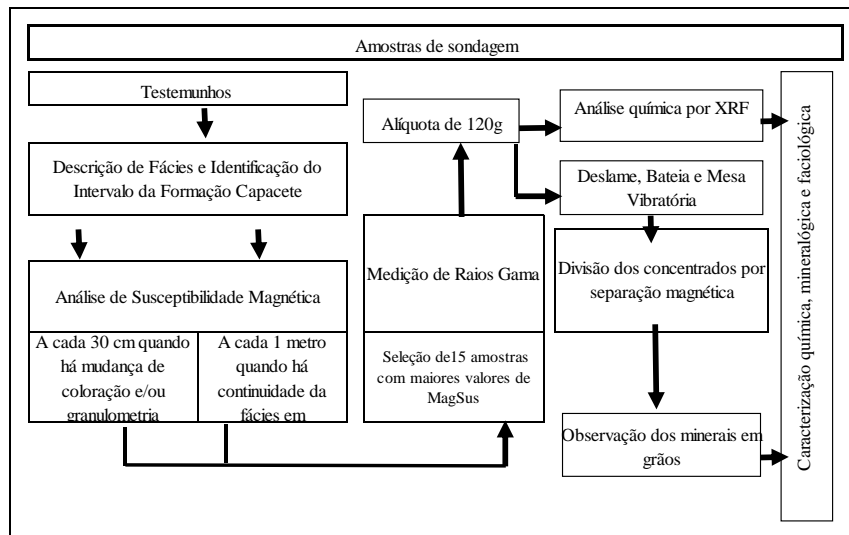 Amostras de sondagem
Testemunhos
Descrição de Fácies e Identificação do
Intervalo da Formação Capacete
Análise de Susceptibilidade Magnética
A cada 30 cm quando
há mudança de
coloração e/ou
granulometria
A cada 1 metro
quando há
continuidade da
fácies em
Alíquota de 120g
Medição de Raios Gama
Seleção de15 amostras
com maiores valores de
MagSus
Análise química por XRF
Deslame, Bateia e Mesa
Vibratória
Divisão dos concentrados por
separação magnética
Observação dos minerais em
grãos
Caracterização química, mineralógica e faciológica